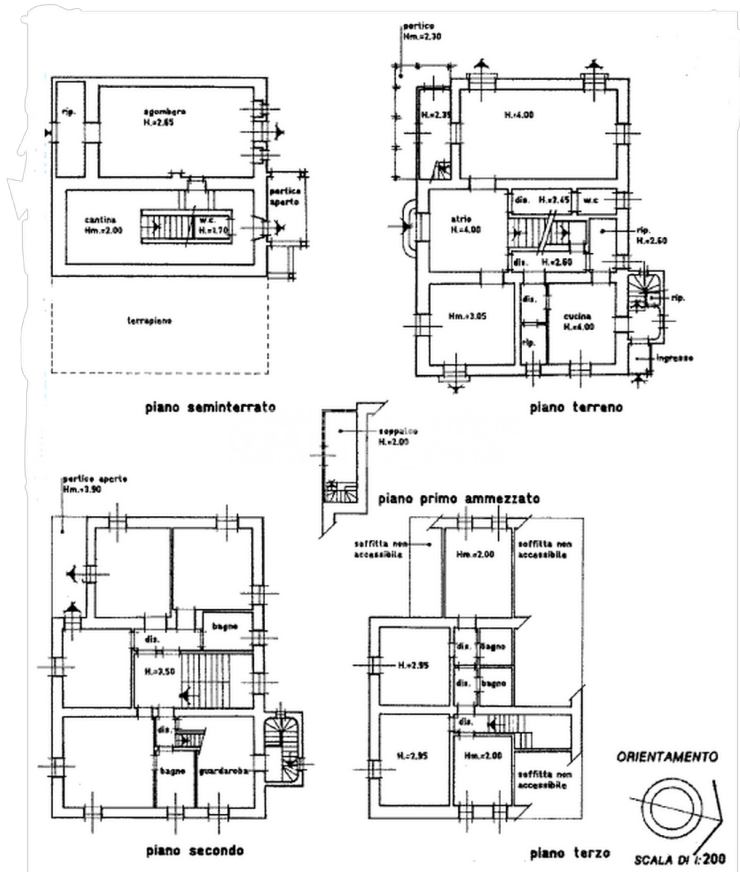 rip.
sgombero
H.=2.65
portico
aperto
cantina
Hm.=2.00
w.c.
H.=1.70
terrapieno
piano seminterrato
portico
Hm.=2.30
H.=2.35
H.=4.00
atrio
H.=4.00
dis.
H.=2.45
w.c
rip.
H.=2.60
dis.
H.=2.60
Hm.=3.05
dis.
rip.
cucina
H.=4.00
rip.
ingresso
piano terreno
soppalco
H.=2.00
piano primo ammezzato
portico aperto
Hm.=3.90
bagno
dis.
H.=3.50
dis.
bagno
guardaroba
piano secondo
soffitta non
accessibile
Hm.=2.00
soffitta non
accessibile
H.=2.95
dis.
bagno
dis.
bagno
dis.
H.=2.95
Hm.=2.00
soffitta non
accessibile
piano terzo
ORIENTAMENTO
SCALA DI 1:200